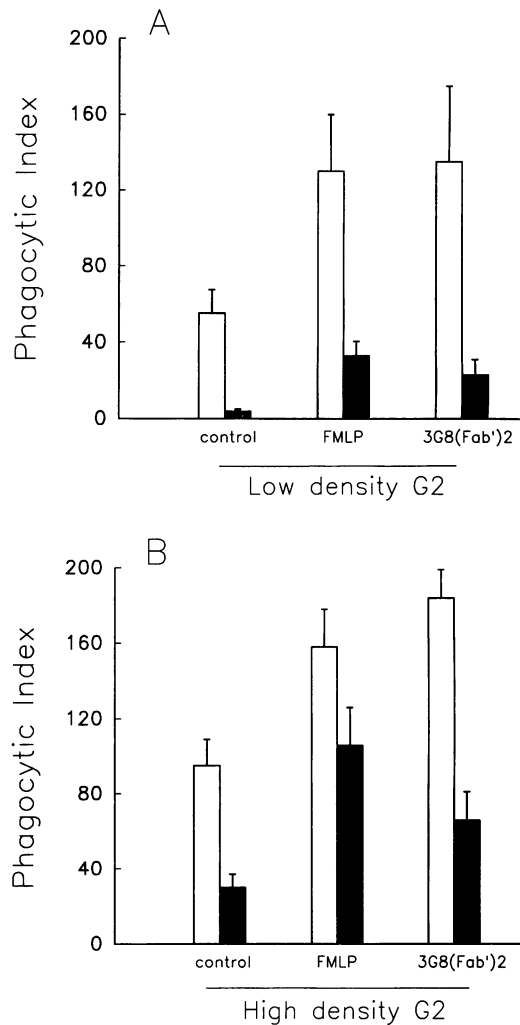 A
Phagocytic Index
200
160
120
80
40
0
control FMLP 3G8(Fab')2
Low density G2
B
Phagocytic Index
200
160
120
80
40
0
control FMLP 3G8(Fab')2
High density G2